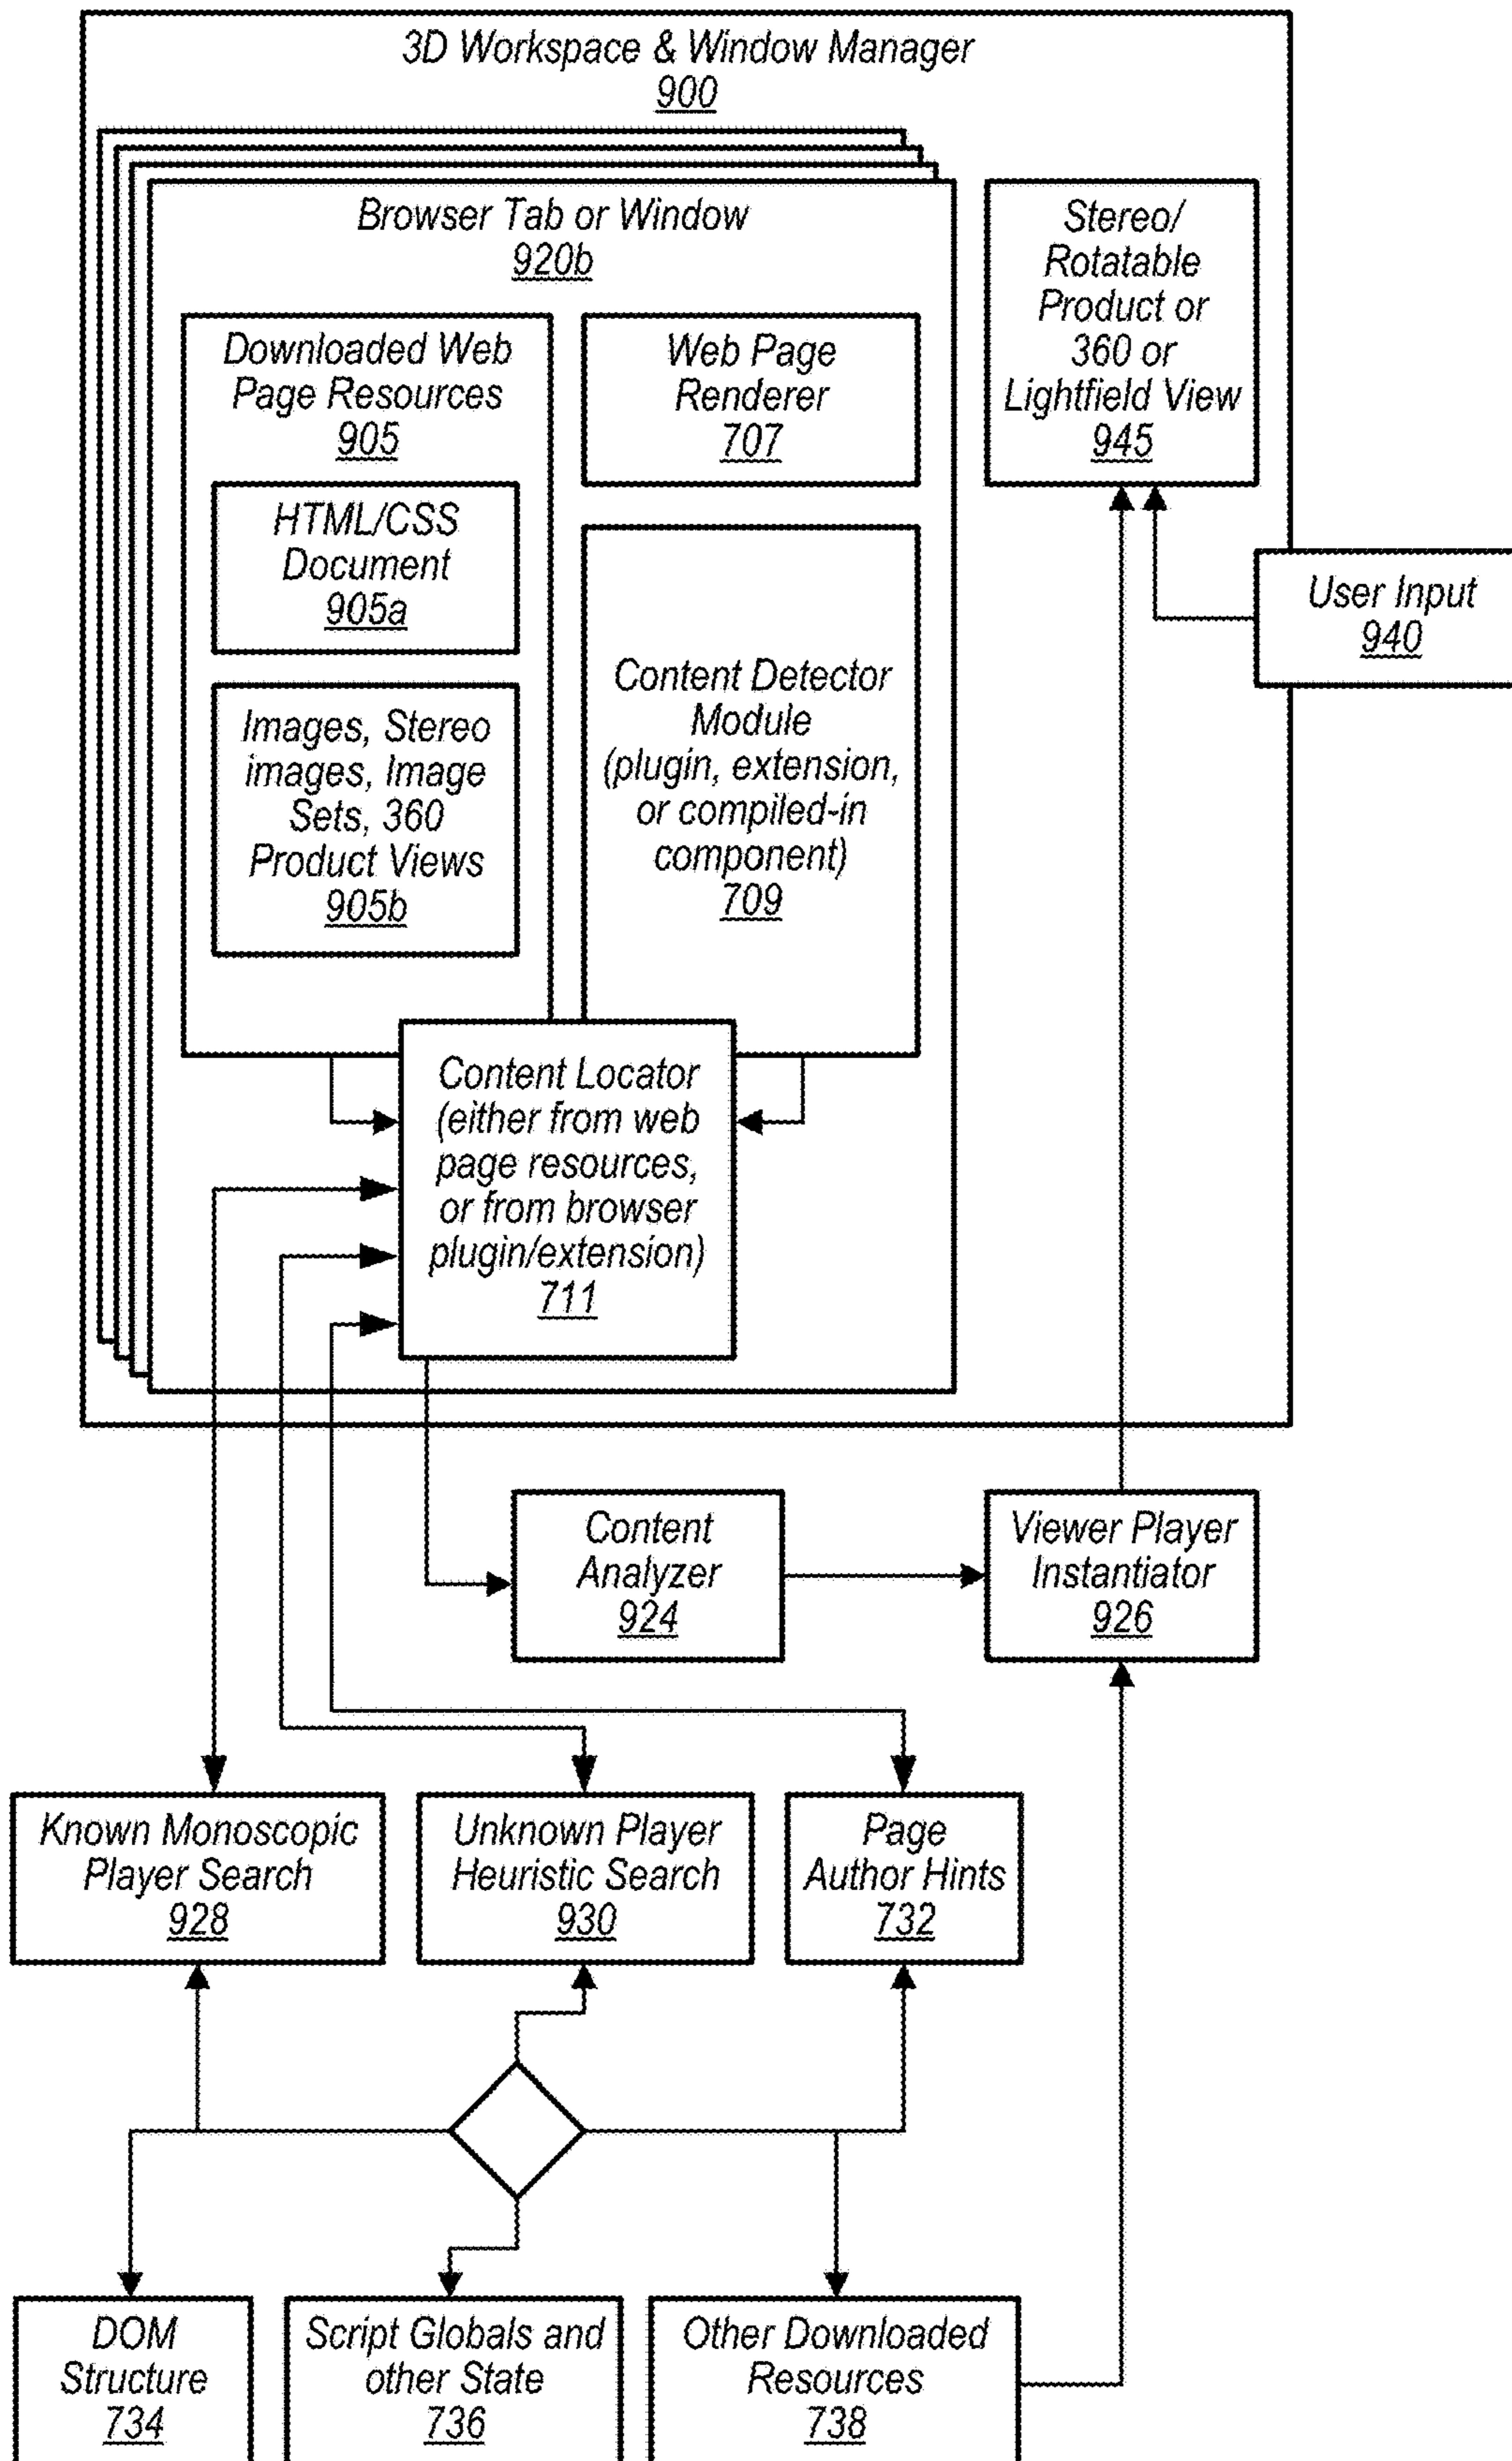 3D Workspace & Window Manager
900
Browser Tab or Window
920b
Downloaded Web
Page Resources
905
HTML/CSS
Document
905a
Images, Stereo
images, Image
Sets, 360
Product Views
905b
Web Page
Renderer
707
Content Detector
Module
(plugin, extension,
or compiled-in
component)
709
Content Locator
(either from web
page resources,
or from browser
plugin/extension)
711
Stereo/
Rotatable
Product or
360 or
Lightfield View
945
User Input
940
Content
Analyzer
924
Viewer Player
Instantiator
926
Known Monoscopic
Player Search
928
Unknown Player
Heuristic Search
930
Page
Author Hints
732
DOM
Structure
734
Script Globals and
other State
736
Other Downloaded
Resources
738